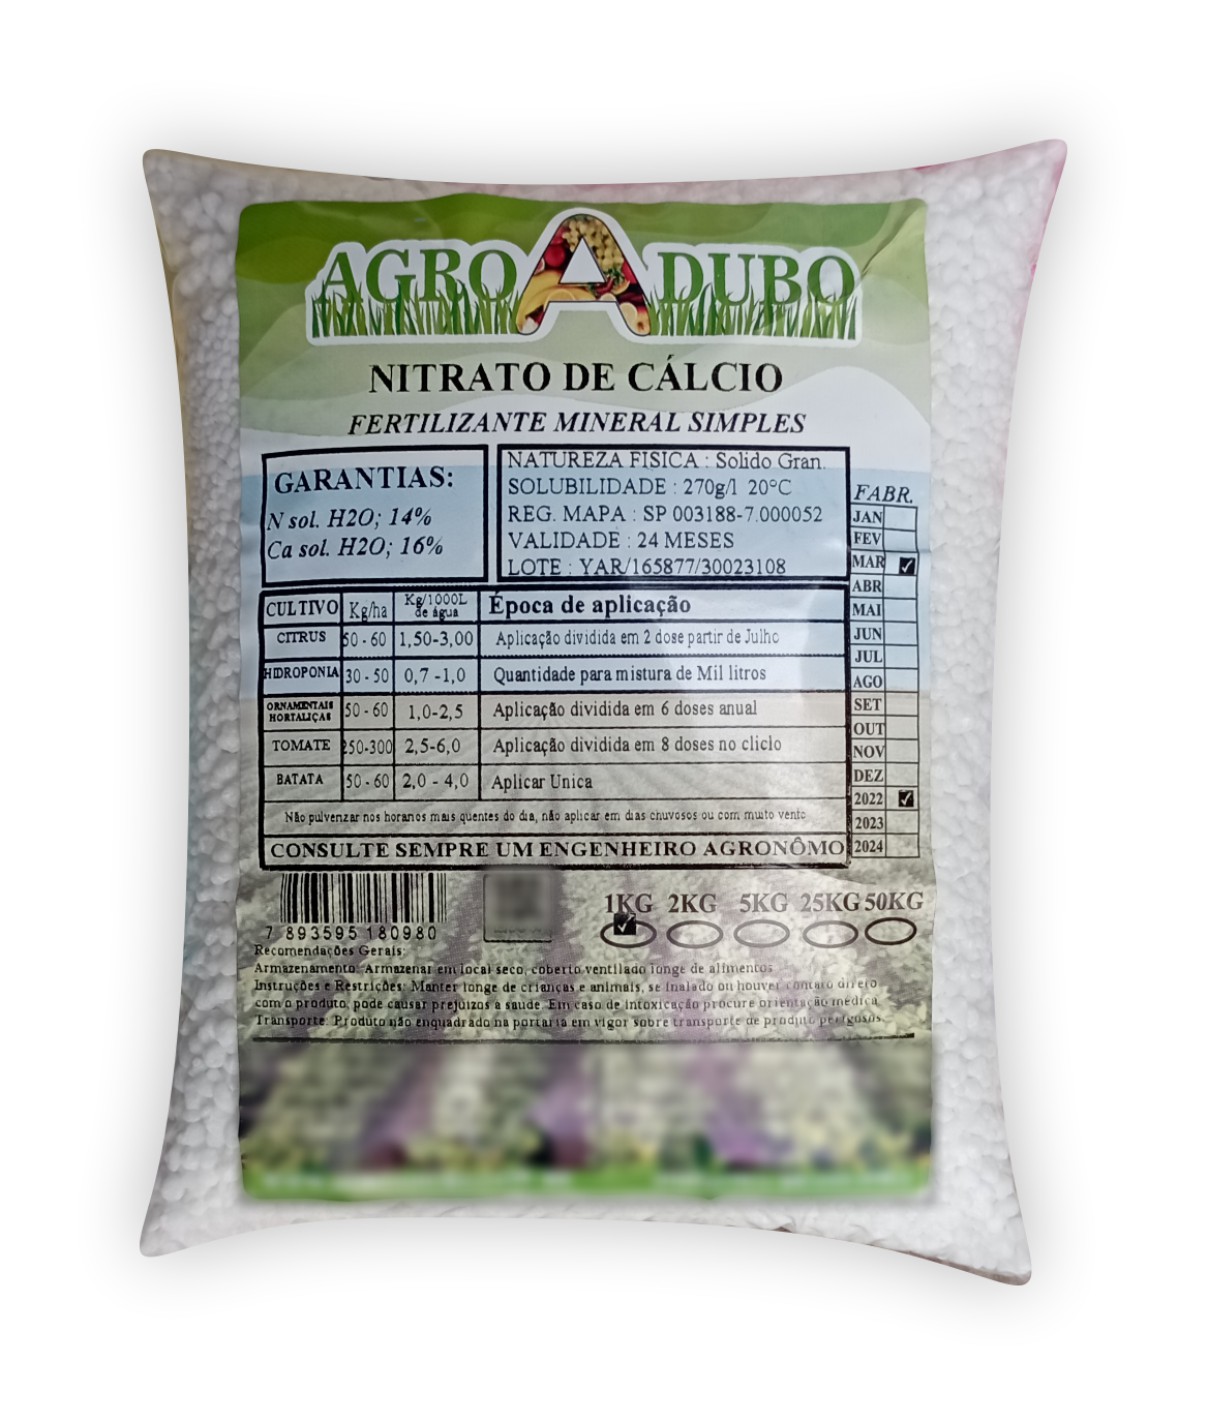 AGRO A DUBO
NITRATO DE CÁLCIO
FERTILIZANTE MINERAL SIMPLES
GARANTIAS:
N sol. H2O; 14%
Ca sol. H2O; 16%
NATUREZA FISICA : Solido Gran.
SOLUBILIDADE : 270g/l 20°C
REG. MAPA : SP 003188-7.000052
VALIDADE : 24 MESES
LOTE : YAR/165877/30023108
FABR.
JAN
FEV
MAR
ABR
MAI
JUN
JUL
AGO
SET
OUT
NOV
DEZ
2022
2023
2024
CULTIVO Kg/ha Kg/1000L de água Época de aplicação
CITRUS 50 - 60 1,50-3,00 Aplicação dividida em 2 dose partir de Julho
HIDROPONIA 30 - 50 0,7 -1,0 Quantidade para mistura de Mil litros
ORNAMENTAIS HORTALIÇAS 50 - 60 1,0-2,5 Aplicação dividida em 6 doses anual
TOMATE 250-300 2,5-6,0 Aplicação dividida em 8 doses no cliclo
BATATA 50 - 60 2,0 - 4,0 Aplicar Unica
Não pulverizar nos horarios mais quentes do dia, não aplicar em dias chuvosos ou com muito vento
CONSULTE SEMPRE UM ENGENHEIRO AGRONÔMO
1KG 2KG 5KG 25KG 50KG
7 893595 180980
Recomendações Gerais:
Armazenamento: Armazenar em local seco, coberto ventilado longe de alimentos
Instruções e Restrições: Manter longe de crianças e animais, se inalado ou houver contato direto
com o produto, pode causar prejuizos a saude. Em caso de intoxicação procure orientação medica.
Transporte: Produto não enquadrado na portaria em vigor sobre transporte de produto perigosos.